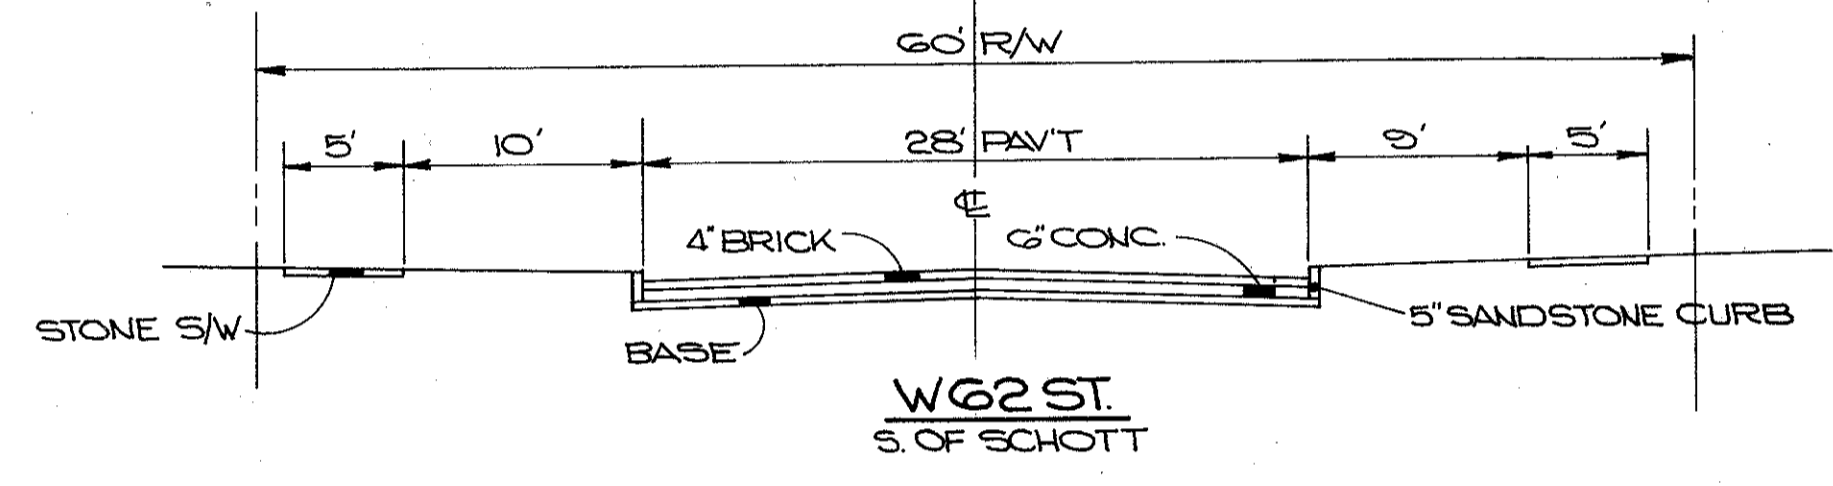 60' R/W
5'
10'
28' PAV'T
9'
5'
℄
4" BRICK
6" CONC.
STONE S/W
BASE
5" SANDSTONE CURB
W 62 ST.
S. OF SCHOTT